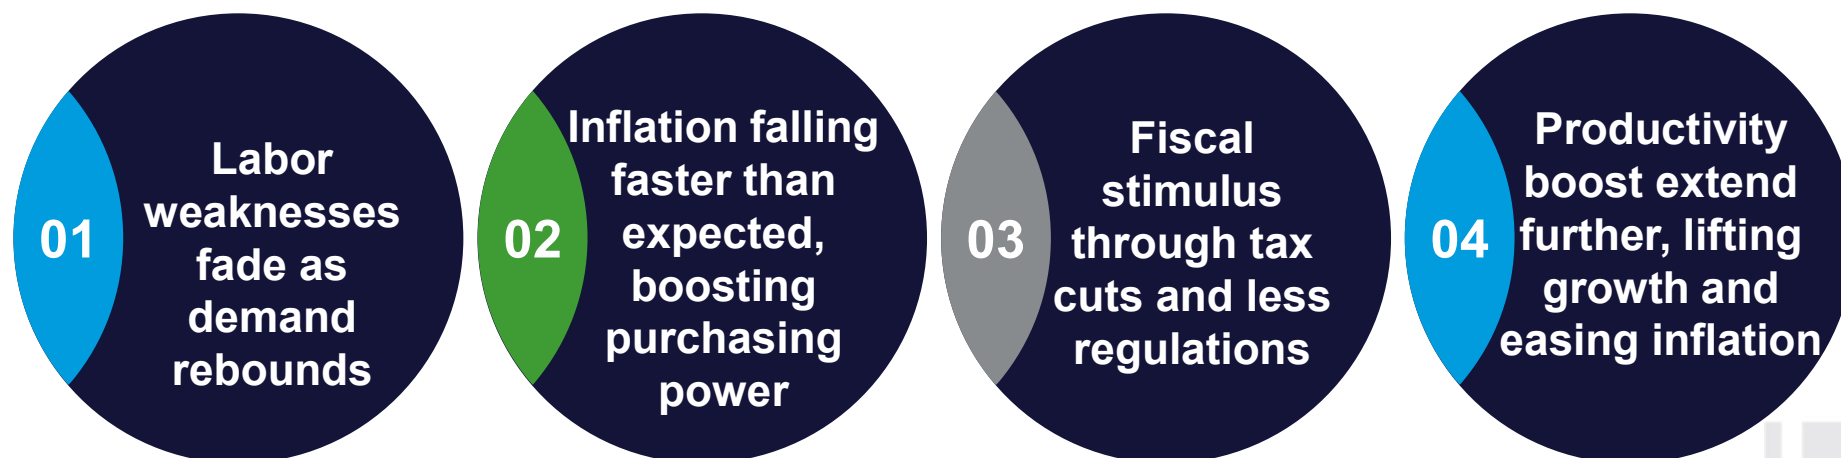 01
Labor
weaknesses
fade as
demand
rebounds
02
Inflation falling
faster than
expected,
boosting
purchasing
power
03
Fiscal
stimulus
through tax
cuts and less
regulations
04
Productivity
boost extend
further, lifting
growth and
easing inflation